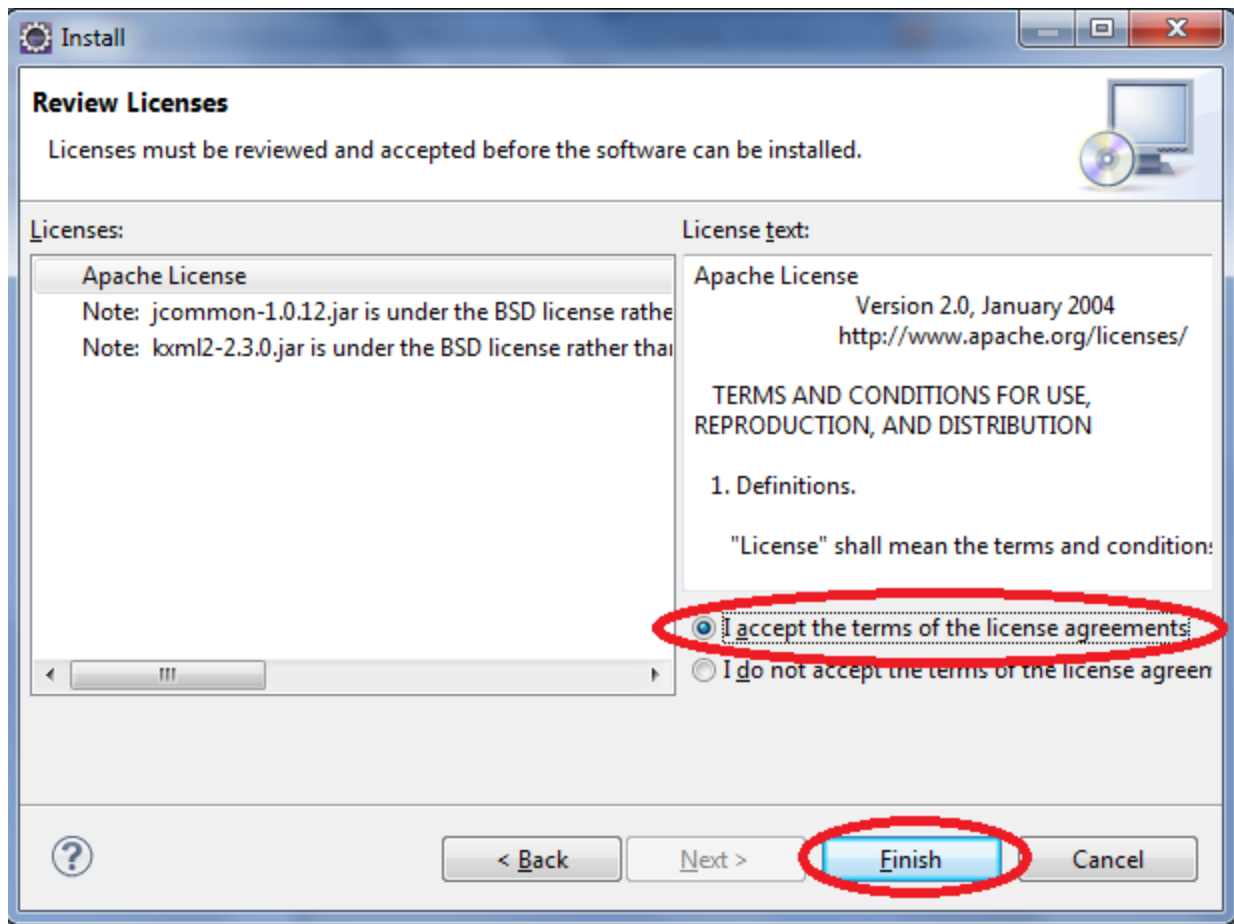 Install
Review Licenses
Licenses must be reviewed and accepted before the software can be installed.
Licenses:
Apache License
Note: jcommon-1.0.12.jar is under the BSD license rathe
Note: kxml2-2.3.0.jar is under the BSD license rather than
License text:
Apache License
Version 2.0, January 2004
http://www.apache.org/licenses/
TERMS AND CONDITIONS FOR USE,
REPRODUCTION, AND DISTRIBUTION
1. Definitions.
"License" shall mean the terms and conditions
I accept the terms of the license agreements
I do not accept the terms of the license agreem
< Back
Next >
Finish
Cancel